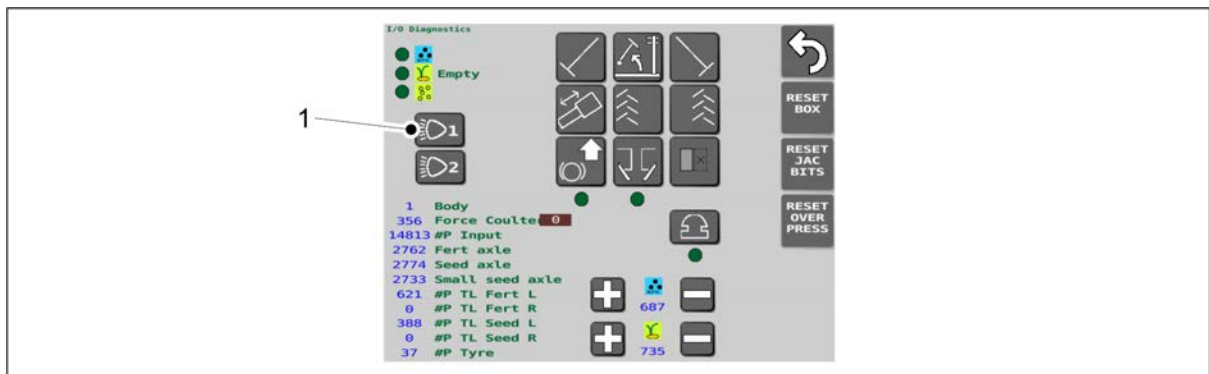 I/O Diagnostics
Empty
1
1
2
RESET
BOX
RESET
JAC
BITS
RESET
OVER
PRESS
1 Body
356 Force Coulte 0
14813 #P Input
2762 Fert axle
2774 Seed axle
2733 Small seed axle
621 #P TL Fert L
0 #P TL Fert R
388 #P TL Seed L
0 #P TL Seed R
37 #P Tyre
687
735